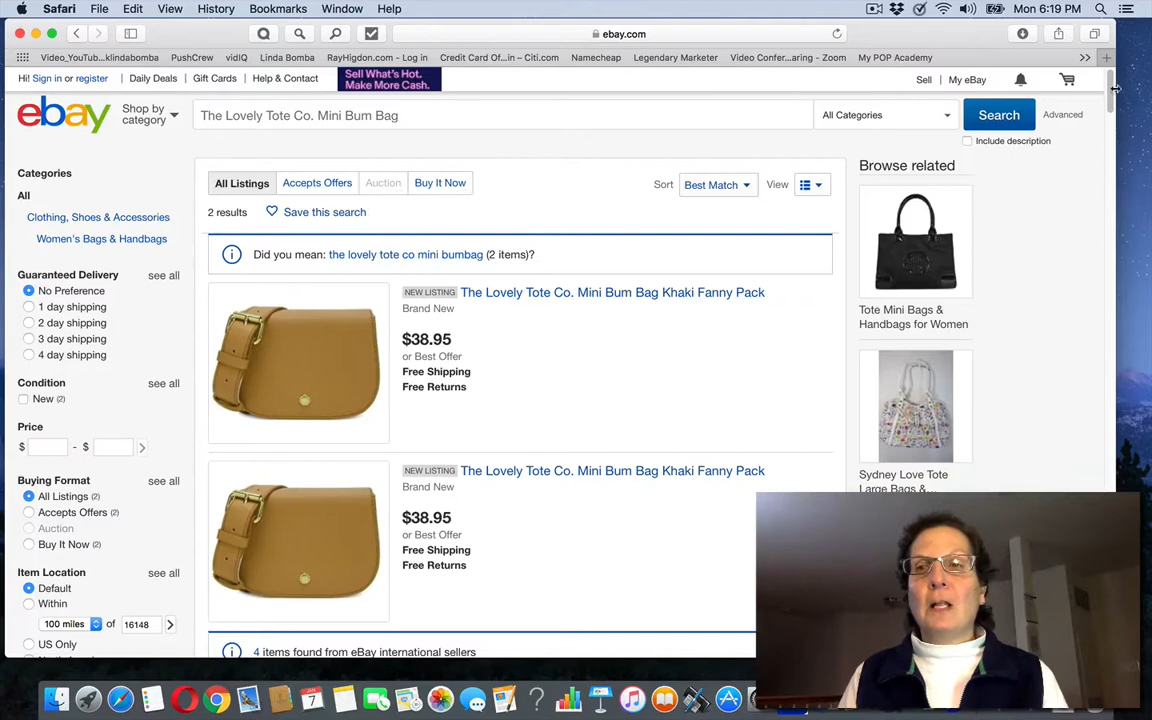 Safari File Edit View History Bookmarks Window Help Mon 6:19 PM
ebay.com
Video_YouTub...klindabomba PushCrew vidIQ Linda Bomba RayHigdon.com - Log in Credit Card Of...in – Citi.com Namecheap Legendary Marketer Video Confer...aring - Zoom My POP Academy
Hi! Sign in or register Daily Deals Gift Cards Help & Contact
Sell What's Hot.
Make More Cash.
Sell My eBay
ebay
Shop by
category
The Lovely Tote Co. Mini Bum Bag
All Categories
Search
Advanced
Include description
Categories
All
Clothing, Shoes & Accessories
Women's Bags & Handbags
Guaranteed Delivery see all
No Preference
1 day shipping
2 day shipping
3 day shipping
4 day shipping
Condition see all
New (2)
Price
$ - $
Buying Format see all
All Listings (2)
Accepts Offers (2)
Auction
Buy It Now (2)
Item Location see all
Default
Within
100 miles of 16148
US Only
All Listings Accepts Offers Auction Buy It Now
Sort Best Match View
2 results Save this search
Did you mean: the lovely tote co mini bumbag (2 items)?
NEW LISTING The Lovely Tote Co. Mini Bum Bag Khaki Fanny Pack
Brand New
$38.95
or Best Offer
Free Shipping
Free Returns
NEW LISTING The Lovely Tote Co. Mini Bum Bag Khaki Fanny Pack
Brand New
$38.95
or Best Offer
Free Shipping
Free Returns
4 items found from eBay international sellers
Browse related
Tote Mini Bags &
Handbags for Women
Sydney Love Tote
Large Bags &...
7